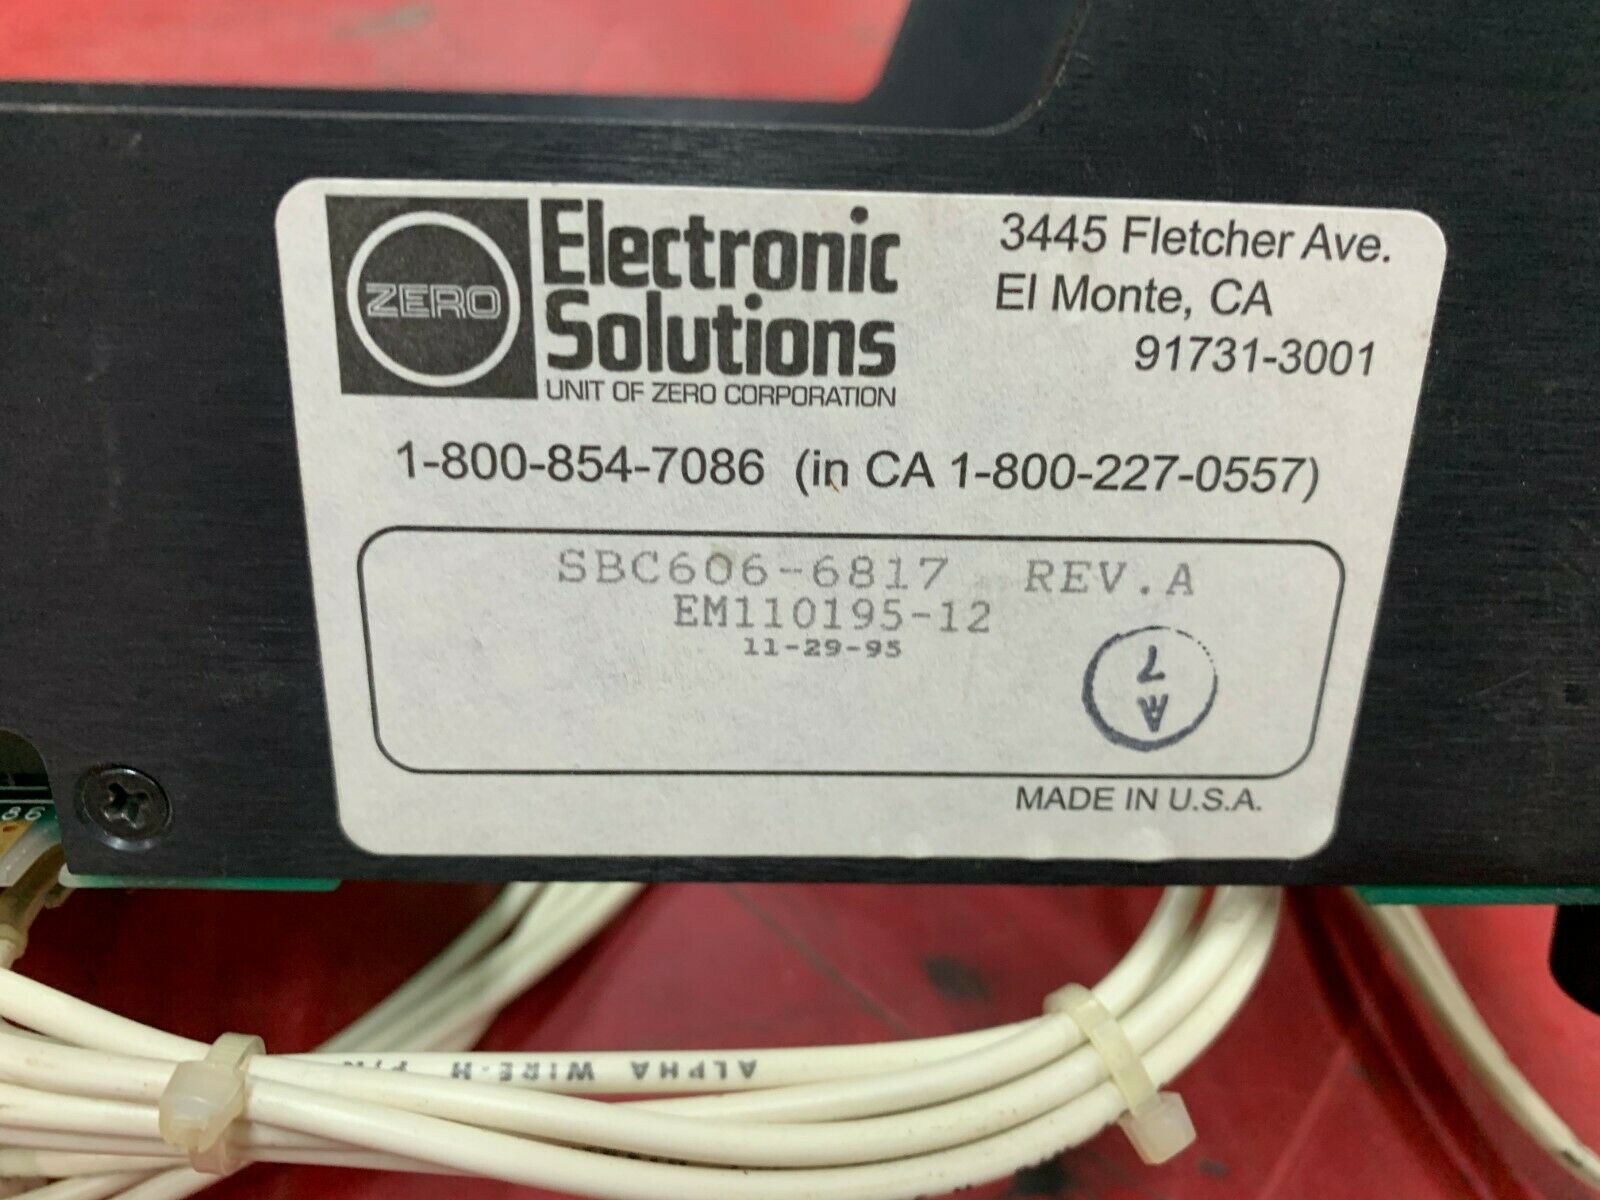 ZERO
Electronic
Solutions
UNIT OF ZERO CORPORATION
3445 Fletcher Ave.
El Monte, CA
91731-3001
1-800-854-7086 (in CA 1-800-227-0557)
SBC606-6817 REV.A
EM110195-12
11-29-95
MADE IN U.S.A.
86
ALPHA WIRE-H P/N